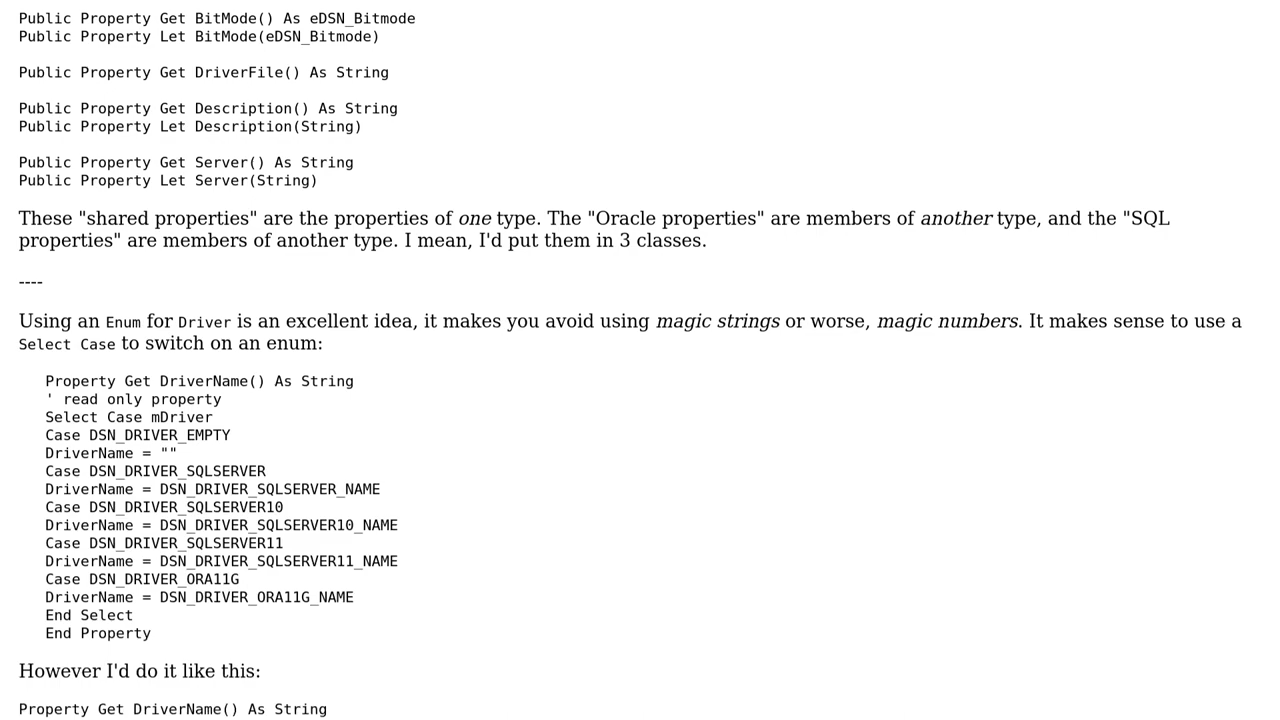 Public Property Get BitMode() As eDSN_Bitmode
Public Property Let BitMode(eDSN_Bitmode)
Public Property Get DriverFile() As String
Public Property Get Description() As String
Public Property Let Description(String)
Public Property Get Server() As String
Public Property Let Server(String)
These "shared properties" are the properties of one type. The "Oracle properties" are members of another type, and the "SQL
properties" are members of another type. I mean, I'd put them in 3 classes.
----
Using an Enum for Driver is an excellent idea, it makes you avoid using magic strings or worse, magic numbers. It makes sense to use a
Select Case to switch on an enum:
Property Get DriverName() As String
' read only property
Select Case mDriver
Case DSN_DRIVER_EMPTY
DriverName = ""
Case DSN_DRIVER_SQLSERVER
DriverName = DSN_DRIVER_SQLSERVER_NAME
Case DSN_DRIVER_SQLSERVER10
DriverName = DSN_DRIVER_SQLSERVER10_NAME
Case DSN_DRIVER_SQLSERVER11
DriverName = DSN_DRIVER_SQLSERVER11_NAME
Case DSN_DRIVER_ORA11G
DriverName = DSN_DRIVER_ORA11G_NAME
End Select
End Property
However I'd do it like this:
Property Get DriverName() As String